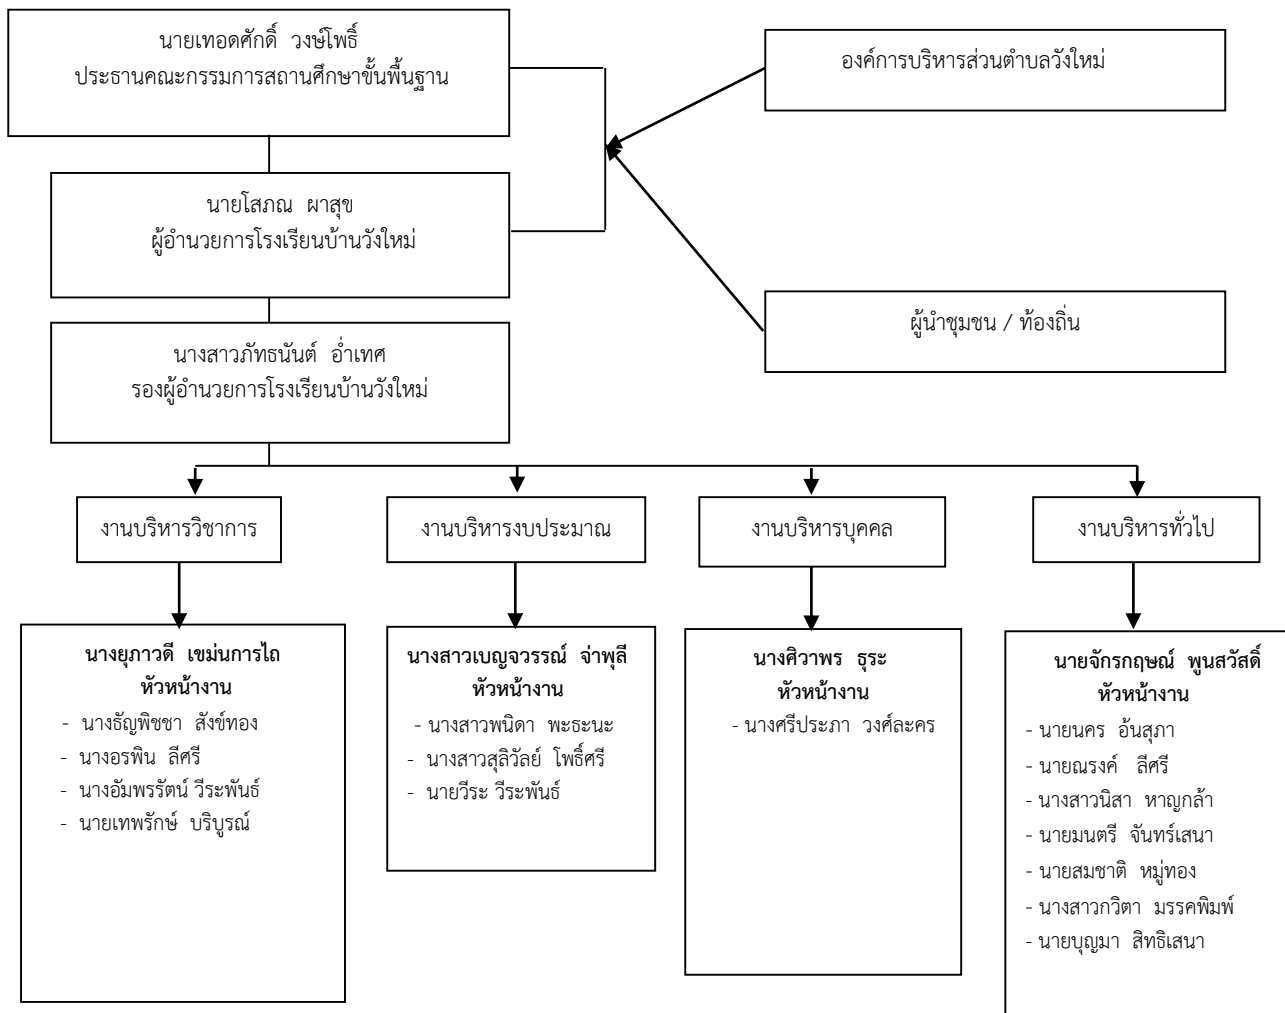 นายเทอดศักดิ์ วงษ์โพธิ์
ประธานคณะกรรมการสถานศึกษาขั้นพื้นฐาน
องค์การบริหารส่วนตำบลวังใหม่
นายโสภณ ผาสุข
ผู้อำนวยการโรงเรียนบ้านวังใหม่
ผู้นำชุมชน / ท้องถิ่น
นางสาวภัทธนันต์ อ่ำเทศ
รองผู้อำนวยการโรงเรียนบ้านวังใหม่
งานบริหารวิชาการ
งานบริหารงบประมาณ
งานบริหารบุคคล
งานบริหารทั่วไป
นางยุภาวดี เขม่นการไถ
หัวหน้างาน
- นางธัญพิชชา สังข์ทอง
- นางอรพิน ลีศรี
- นางอัมพรรัตน์ วีระพันธ์
- นายเทพรักษ์ บริบูรณ์
นางสาวเบญจวรรณ์ จ่าพุลี
หัวหน้างาน
- นางสาวพนิดา พะธะนะ
- นางสาวสุลิวัลย์ โพธิ์ศรี
- นายวีระ วีระพันธ์
นางศิวาพร ธุระ
หัวหน้างาน
- นางศรีประภา วงศ์ละคร
นายจักรกฤษณ์ พูนสวัสดิ์
หัวหน้างาน
- นายนคร อ้นสุภา
- นายณรงค์ ลีศรี
- นางสาวนิสา หาญกล้า
- นายมนตรี จันทร์เสนา
- นายสมชาติ หมู่ทอง
- นางสาวกวิตา มรรคพิมพ์
- นายบุญมา สิทธิเสนา